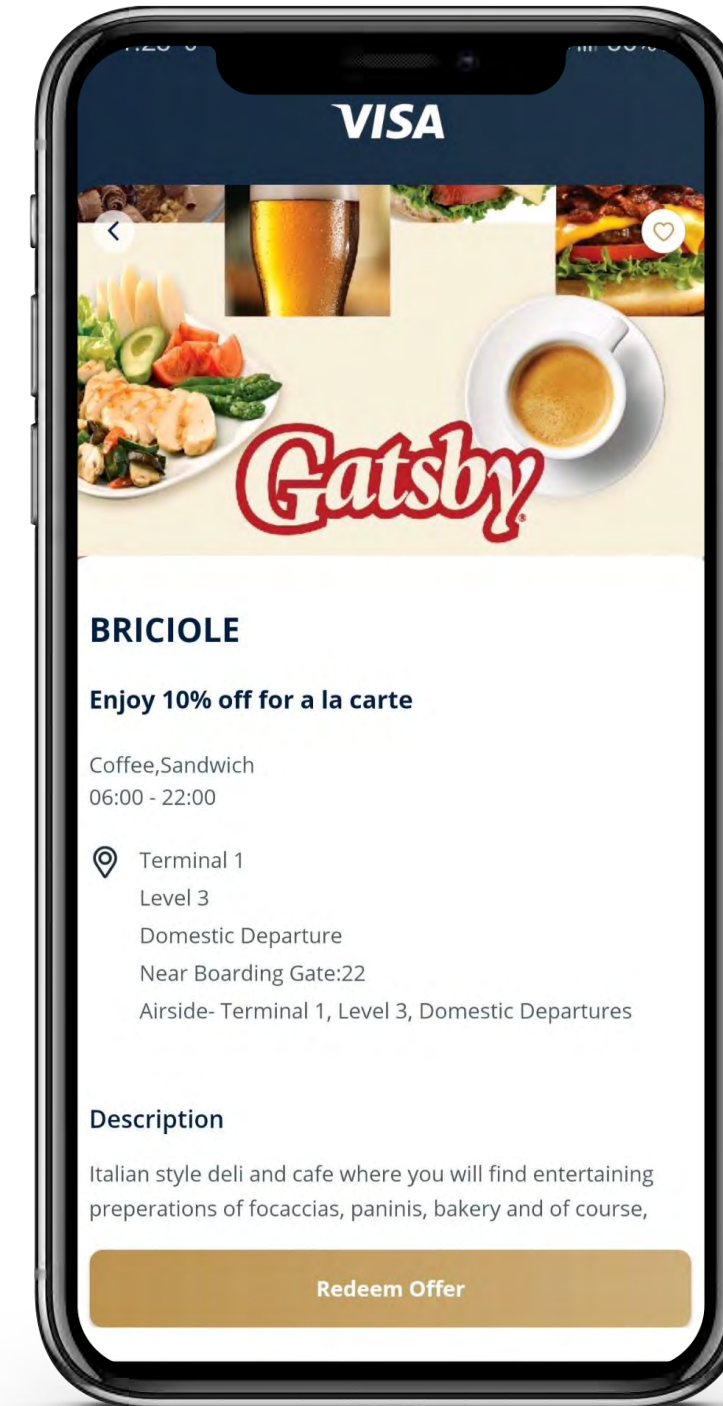 VISA
Gatsby
BRICIOLE
Enjoy 10% off for a la carte
Coffee,Sandwich
06:00 - 22:00
Terminal 1
Level 3
Domestic Departure
Near Boarding Gate:22
Airside- Terminal 1, Level 3, Domestic Departures
Description
Italian style deli and cafe where you will find entertaining
preperations of focaccias, paninis, bakery and of course,
Redeem Offer